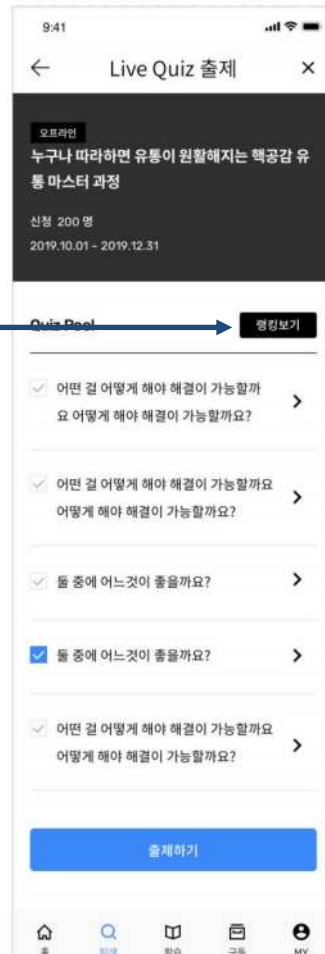 9:41
Live Quiz 출제
오프라인
누구나 따라하면 유통이 원활해지는 핵공감 유
통 마스터 과정
신청 200 명
2019.10.01 - 2019.12.31
Quiz Pool
랭킹보기
어떤 걸 어떻게 해야 해결이 가능할까
요 어떻게 해야 해결이 가능할까요?
어떤 걸 어떻게 해야 해결이 가능할까요
어떻게 해야 해결이 가능할까요?
둘 중에 어느것이 좋을까요?
둘 중에 어느것이 좋을까요?
어떤 걸 어떻게 해야 해결이 가능할까요
어떻게 해야 해결이 가능할까요?
출제하기
홈 탐색 학습 구독 MY